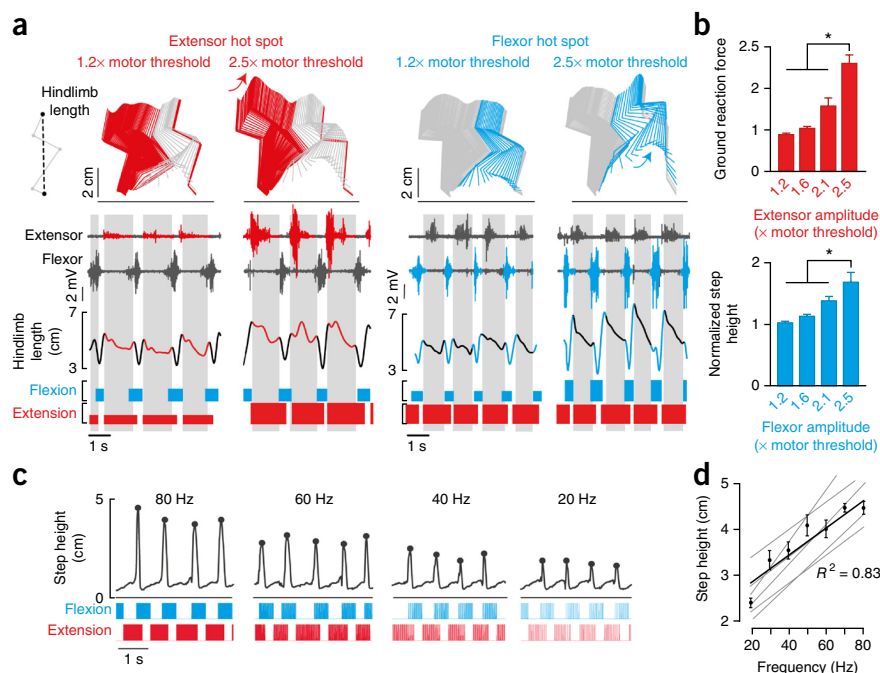 a
Extensor hot spot
1.2× motor threshold
2.5× motor threshold
Flexor hot spot
1.2× motor threshold
2.5× motor threshold
Hindlimb
length
2 cm
2 cm
Extensor
Flexor
2 mV
2 mV
Hindlimb
length
(cm)
7
3
7
3
Flexion
Extension
1 s
1 s
b
Ground reaction force
2.5
2
1
0
*
1.2
1.6
2.1
2.5
Extensor amplitude
(× motor threshold)
Normalized step
height
2
1
0
*
1.2
1.6
2.1
2.5
Flexor amplitude
(× motor threshold)
c
80 Hz
60 Hz
40 Hz
20 Hz
Step height
(cm)
5
0
Flexion
Extension
1 s
d
Step height (cm)
5
4
3
2
R² = 0.83
20
40
60
80
Frequency (Hz)